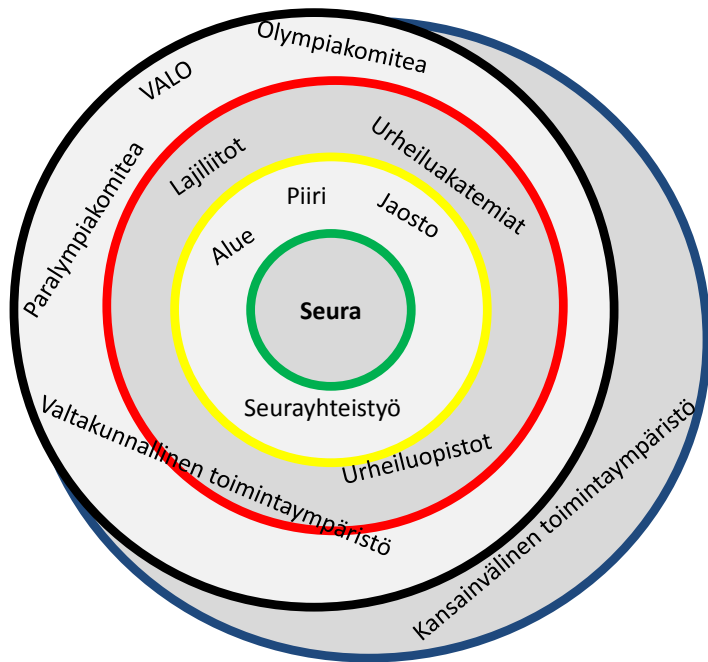 Olympiakomitea
VALO
Paralympiakomitea
Lajiliitot
Urheiluakatemiat
Piiri
Jaosto
Alue
Seura
Seurayhteistyö
Urheiluopistot
Valtakunnallinen toimintaympäristö
Kansainvälinen toimintaympäristö